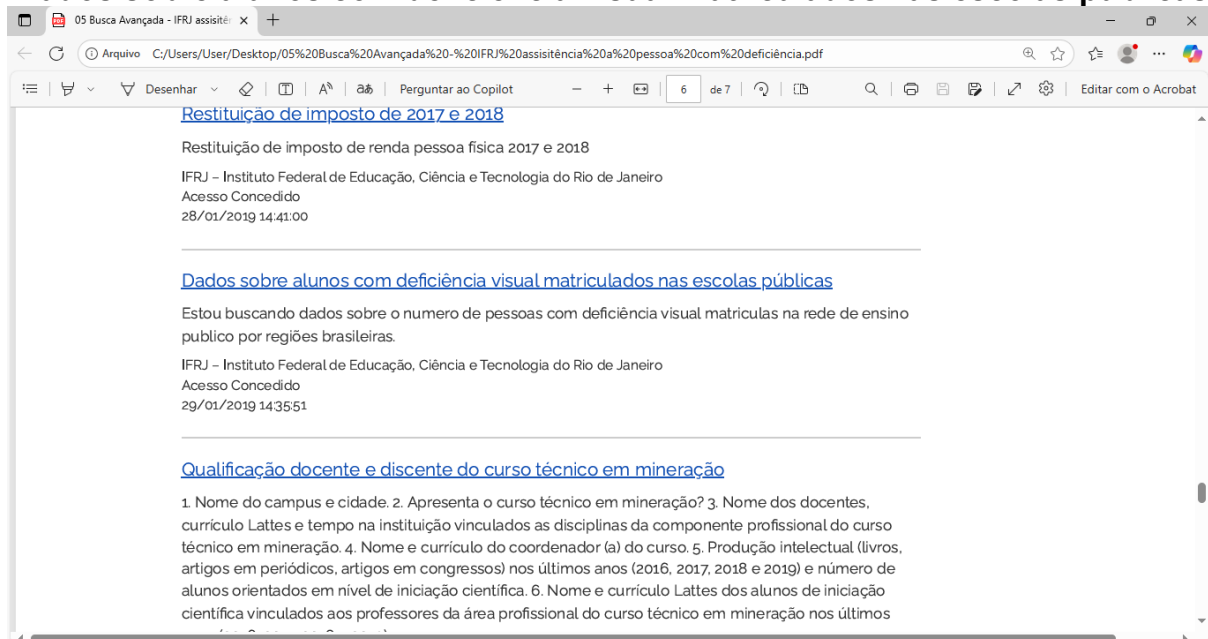 05 Busca Avançada - IFRJ assisitên
Arquivo C:/Users/User/Desktop/05%20Busca%20Avançada%20-%20IFRJ%20assisitência%20a%20pessoa%20com%20deficiência.pdf
Desenhar Perguntar ao Copilot 6 de 7 Editar com o Acrobat
Restituição de imposto de 2017 e 2018
Restituição de imposto de renda pessoa física 2017 e 2018
IFRJ – Instituto Federal de Educação, Ciência e Tecnologia do Rio de Janeiro
Acesso Concedido
28/01/2019 14:41:00
Dados sobre alunos com deficiência visual matriculados nas escolas públicas
Estou buscando dados sobre o numero de pessoas com deficiência visual matriculas na rede de ensino
publico por regiões brasileiras.
IFRJ – Instituto Federal de Educação, Ciência e Tecnologia do Rio de Janeiro
Acesso Concedido
29/01/2019 14:35:51
Qualificação docente e discente do curso técnico em mineração
1. Nome do campus e cidade. 2. Apresenta o curso técnico em mineração? 3. Nome dos docentes,
currículo Lattes e tempo na instituição vinculados as disciplinas da componente profissional do curso
técnico em mineração. 4. Nome e currículo do coordenador (a) do curso. 5. Produção intelectual (livros,
artigos em periódicos, artigos em congressos) nos últimos anos (2016, 2017, 2018 e 2019) e número de
alunos orientados em nível de iniciação científica. 6. Nome e currículo Lattes dos alunos de iniciação
científica vinculados aos professores da área profissional do curso técnico em mineração nos últimos